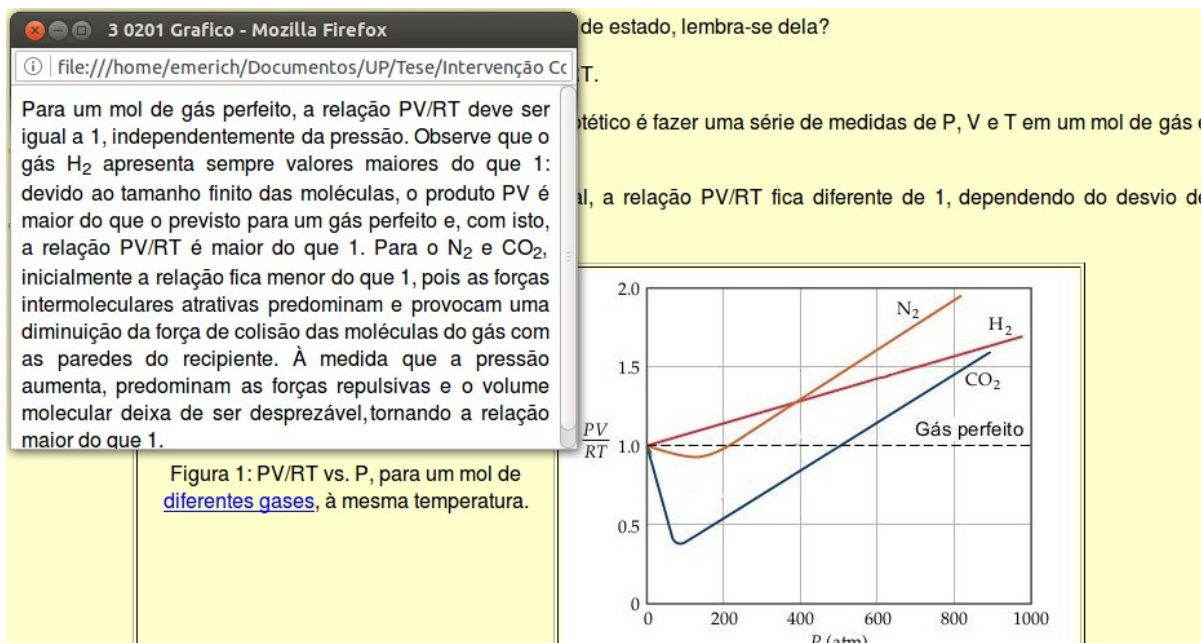 3 0201 Grafico - Mozilla Firefox
file:///home/emerich/Documentos/UP/Tese/Intervenção Co
Para um mol de gás perfeito, a relação PV/RT deve ser
igual a 1, independentemente da pressão. Observe que o
gás H₂ apresenta sempre valores maiores do que 1:
devido ao tamanho finito das moléculas, o produto PV é
maior do que o previsto para um gás perfeito e, com isto,
a relação PV/RT é maior do que 1. Para o N₂ e CO₂,
inicialmente a relação fica menor do que 1, pois as forças
intermoleculares atrativas predominam e provocam uma
diminuição da força de colisão das moléculas do gás com
as paredes do recipiente. À medida que a pressão
aumenta, predominam as forças repulsivas e o volume
molecular deixa de ser desprezável,tornando a relação
maior do que 1.
de estado, lembra-se dela?
T.
tético é fazer uma série de medidas de P, V e T em um mol de gás
al, a relação PV/RT fica diferente de 1, dependendo do desvio de
Figura 1: PV/RT vs. P, para um mol de
diferentes gases, à mesma temperatura.
2.0
N₂
H₂
1.5
CO₂
Gás perfeito
PV
RT
1.0
0.5
0
0 200 400 600 800 1000
P (atm)